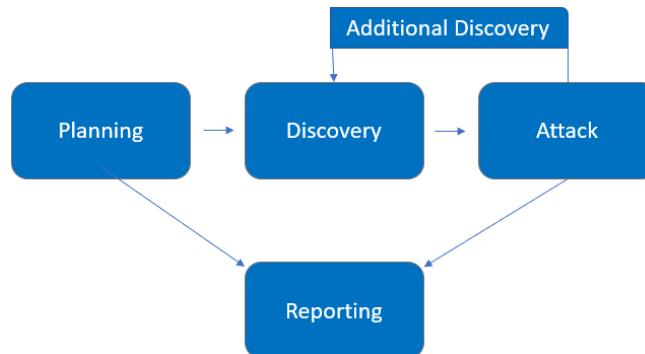 Additional Discovery
Planning
Discovery
Attack
Reporting